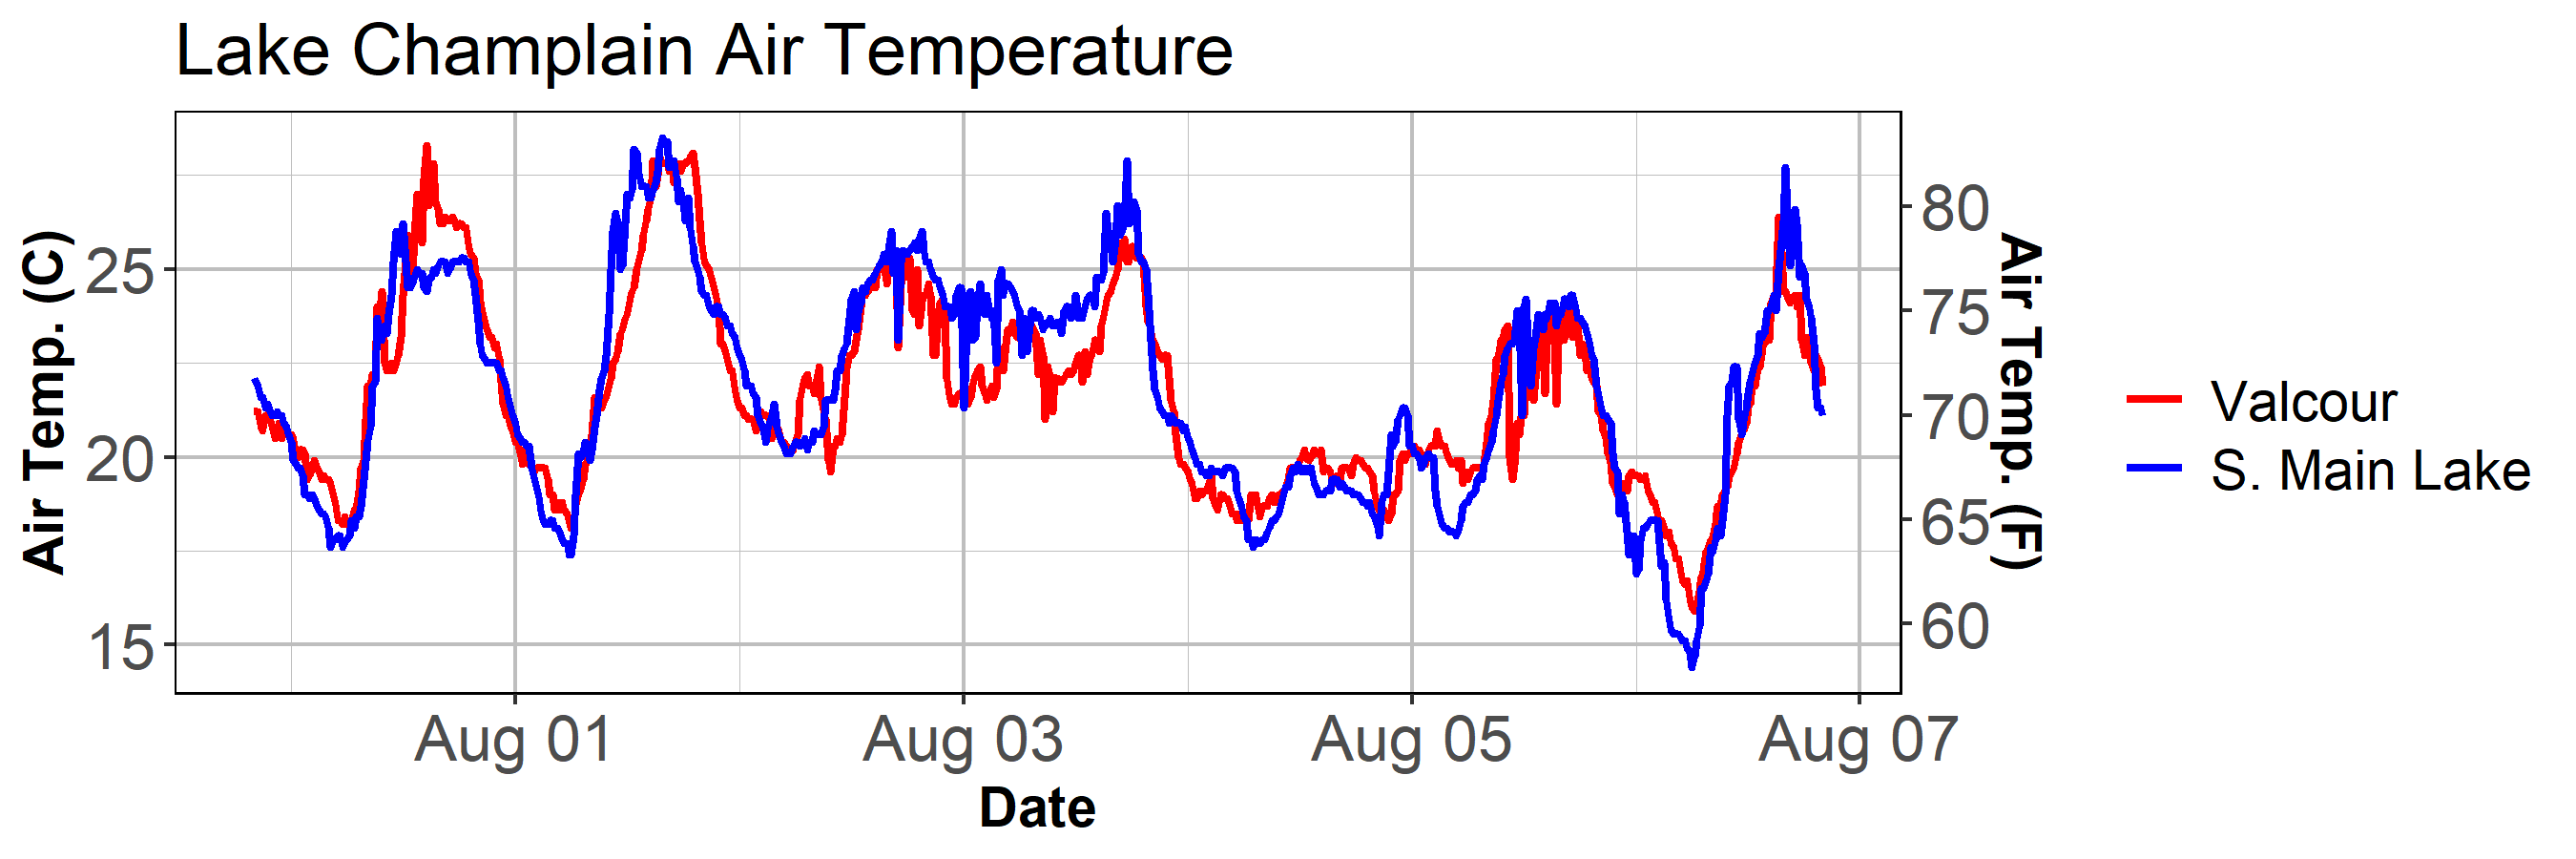 Lake Champlain Air Temperature
Air Temp. (C)
25
20
15
80
75
70
65
60
Air Temp. (F)
Aug 01 Aug 03 Aug 05 Aug 07
Date
Valcour
S. Main Lake